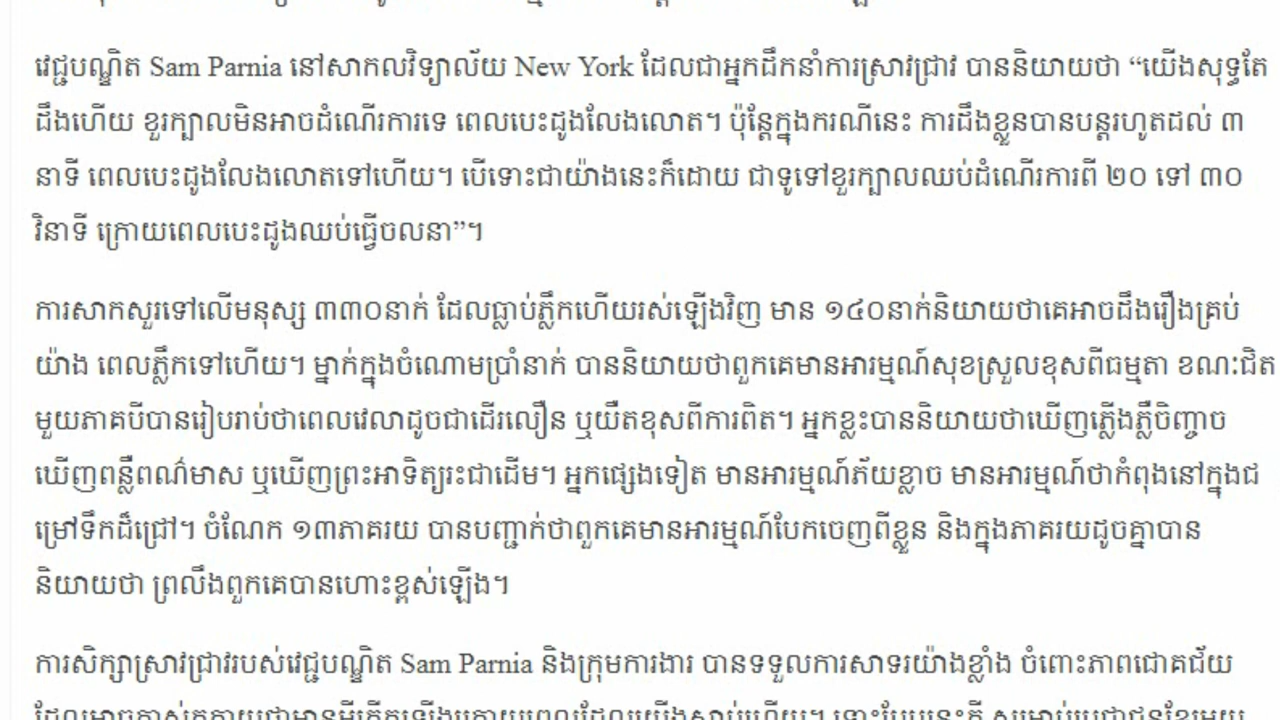 វេជ្ជបណ្ឌិត Sam Parnia នៅសាកលវិទ្យាល័យ New York ដែលជាអ្នកដឹកនាំការស្រាវជ្រាវ បាននិយាយថា “យើងសុទ្ធតែ
ដឹងហើយ ខួរក្បាលមិនអាចដំណើរការទេ ពេលបេះដូងលែងលោត។ ប៉ុន្តែក្នុងករណីនេះ ការដឹងខ្លួនបានបន្តរហូតដល់ ៣
នាទី ពេលបេះដូងលែងលោតទៅហើយ។ បើទោះជាយ៉ាងនេះក៏ដោយ ជាទូទៅខួរក្បាលឈប់ដំណើរការពី ២០ ទៅ ៣០
វិនាទី ក្រោយពេលបេះដូងឈប់ធ្វើចលនា”។
ការសាកសួរទៅលើមនុស្ស ៣៣០នាក់ ដែលធ្លាប់ភ្លឹកហើយរស់ឡើងវិញ មាន ១៤០នាក់និយាយថាគេអាចដឹងរឿងគ្រប់
យ៉ាង ពេលភ្លឹកទៅហើយ។ ម្នាក់ក្នុងចំណោមប្រាំនាក់ បាននិយាយថាពួកគេមានអារម្មណ៍សុខស្រួលខុសពីធម្មតា ខណៈជិត
មួយភាគបីបានរៀបរាប់ថាពេលវេលាដូចជាដើរលឿន ឬយឺតខុសពីការពិត។ អ្នកខ្លះបាននិយាយថាឃើញភ្លើងភ្លឺចិញ្ចាច
ឃើញពន្លឺពណ៌មាស ឬឃើញព្រះអាទិត្យរះជាដើម។ អ្នកផ្សេងទៀត មានអារម្មណ៍ភ័យខ្លាច មានអារម្មណ៍ថាកំពុងនៅក្នុងជ
ម្រៅទឹកដ៏ជ្រៅ។ ចំណែក ១៣ភាគរយ បានបញ្ជាក់ថាពួកគេមានអារម្មណ៍បែកចេញពីខ្លួន និងក្នុងភាគរយដូចគ្នាបាន
និយាយថា ព្រលឹងពួកគេបានហោះខ្ពស់ឡើង។
ការសិក្សាស្រាវជ្រាវរបស់វេជ្ជបណ្ឌិត Sam Parnia និងក្រុមការងារ បានទទួលការសាទរយ៉ាងខ្លាំង ចំពោះភាពជោគជ័យ